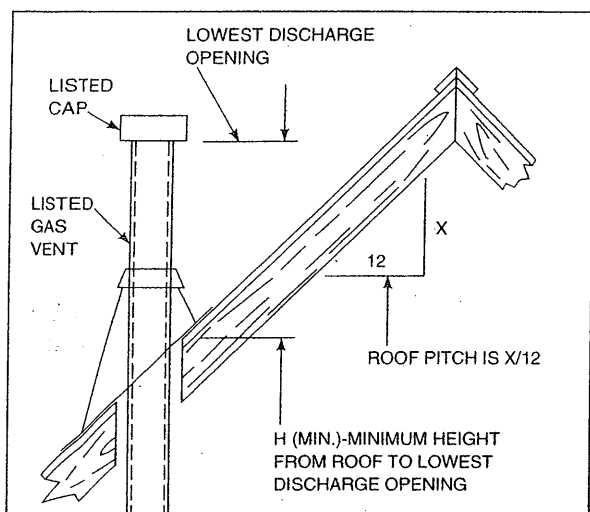 LOWEST DISCHARGE
OPENING
LISTED
CAP
LISTED
GAS
VENT
X
12
ROOF PITCH IS X/12
H (MIN.)-MINIMUM HEIGHT
FROM ROOF TO LOWEST
DISCHARGE OPENING